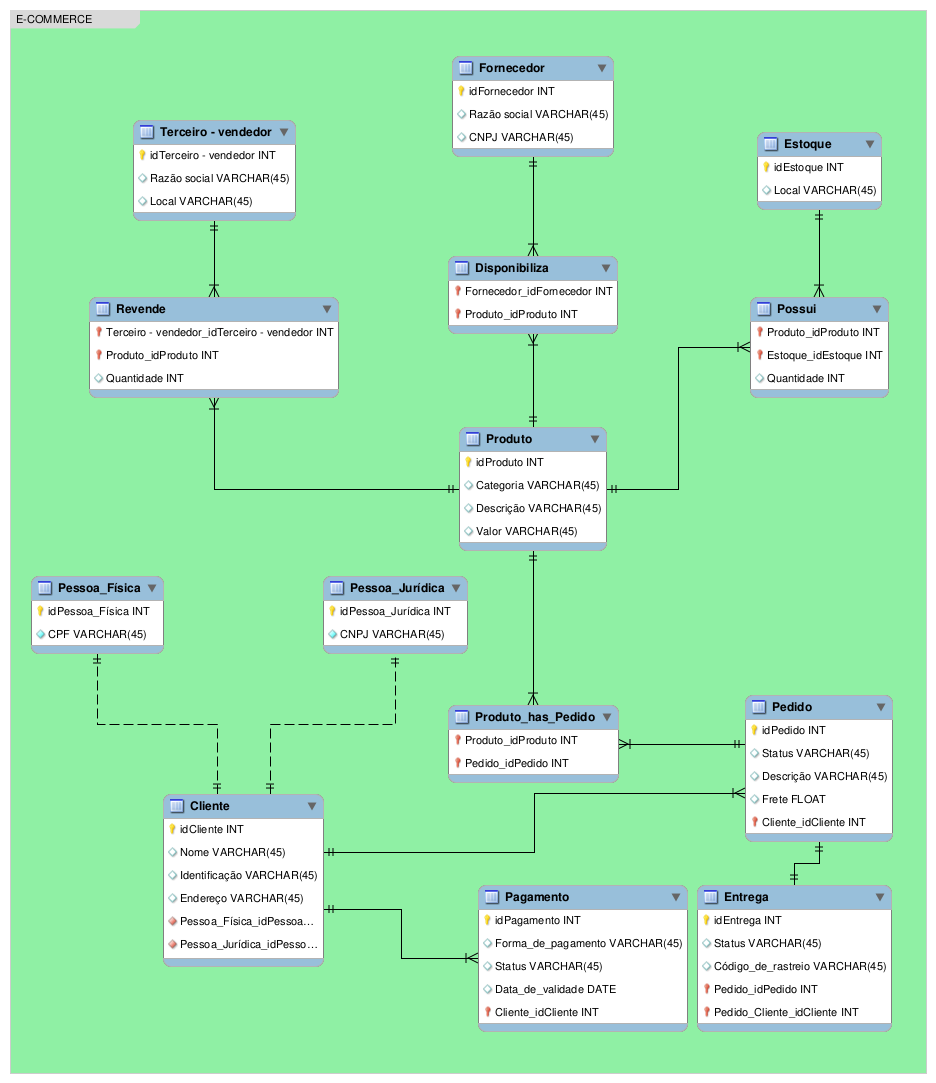 E-COMMERCE
Fornecedor
idFornecedor INT
Razão social VARCHAR(45)
CNPJ VARCHAR(45)
Terceiro - vendedor
idTerceiro - vendedor INT
Razão social VARCHAR(45)
Local VARCHAR(45)
Estoque
idEstoque INT
Local VARCHAR(45)
Disponibiliza
Fornecedor_idFornecedor INT
Produto_idProduto INT
Revende
Terceiro - vendedor_idTerceiro - vendedor INT
Produto_idProduto INT
Quantidade INT
Possui
Produto_idProduto INT
Estoque_idEstoque INT
Quantidade INT
Produto
idProduto INT
Categoria VARCHAR(45)
Descrição VARCHAR(45)
Valor VARCHAR(45)
Pessoa_Física
idPessoa_Física INT
CPF VARCHAR(45)
Pessoa_Jurídica
idPessoa_Jurídica INT
CNPJ VARCHAR(45)
Produto_has_Pedido
Produto_idProduto INT
Pedido_idPedido INT
Pedido
idPedido INT
Status VARCHAR(45)
Descrição VARCHAR(45)
Frete FLOAT
Cliente_idCliente INT
Cliente
idCliente INT
Nome VARCHAR(45)
Identificação VARCHAR(45)
Endereço VARCHAR(45)
Pessoa_Física_idPessoa...
Pessoa_Jurídica_idPesso...
Pagamento
idPagamento INT
Forma_de_pagamento VARCHAR(45)
Status VARCHAR(45)
Data_de_validade DATE
Cliente_idCliente INT
Entrega
idEntrega INT
Status VARCHAR(45)
Código_de_rastreio VARCHAR(45)
Pedido_idPedido INT
Pedido_Cliente_idCliente INT